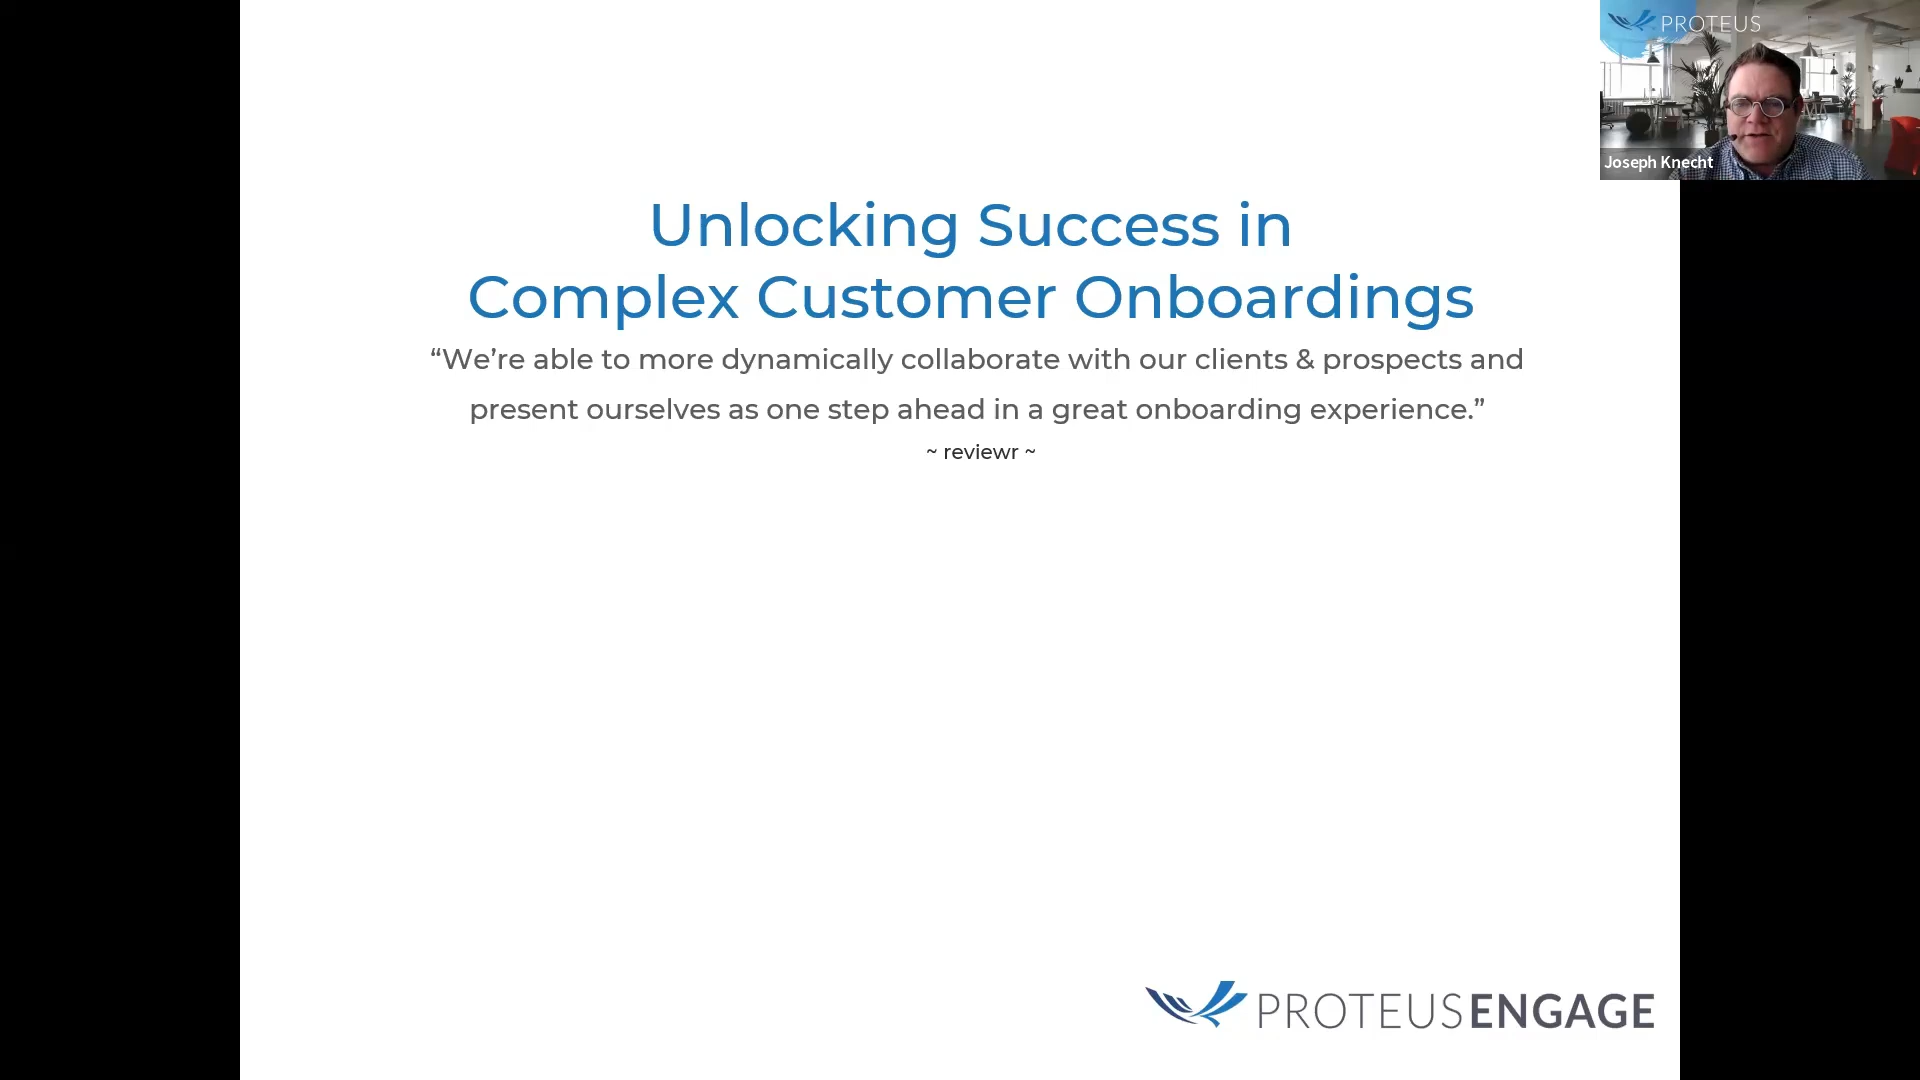 PROTEUS
Joseph Knecht
Unlocking Success in
Complex Customer Onboardings
“We’re able to more dynamically collaborate with our clients & prospects and
present ourselves as one step ahead in a great onboarding experience.”
~ reviewr ~
PROTEUSENGAGE